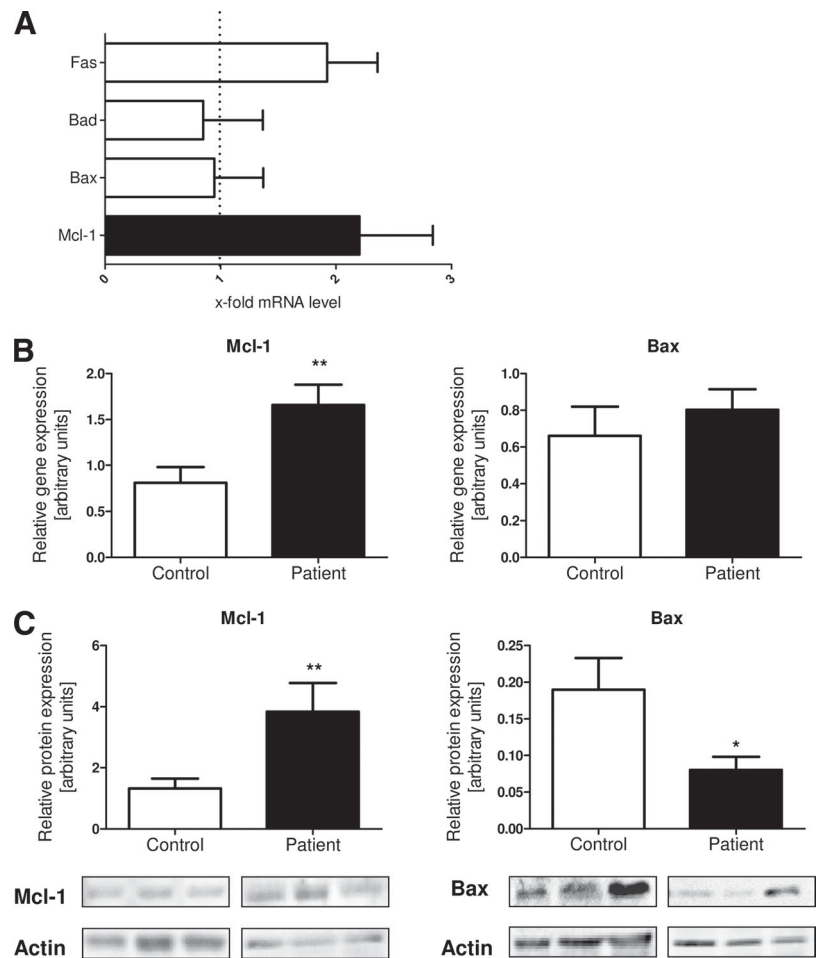 A
Fas
Bad
Bax
Mcl-1
0 1 2 3
x-fold mRNA level
B
Mcl-1
Relative gene expression
[arbitrary units]
2.0
1.5
1.0
0.5
0.0
**
Control Patient
Bax
Relative gene expression
[arbitrary units]
1.0
0.8
0.6
0.4
0.2
0.0
Control Patient
C
Mcl-1
Relative protein expression
[arbitrary units]
6
4
2
0
**
Control Patient
Bax
Relative protein expression
[arbitrary units]
0.25
0.20
0.15
0.10
0.05
0.00
*
Control Patient
Mcl-1
Actin
Bax
Actin